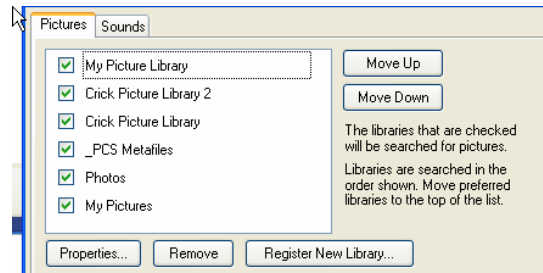 Pictures Sounds
My Picture Library
Crick Picture Library 2
Crick Picture Library
_PCS Metafiles
Photos
My Pictures
Move Up
Move Down
The libraries that are checked
will be searched for pictures.
Libraries are searched in the
order shown. Move preferred
libraries to the top of the list.
Properties... Remove Register New Library...